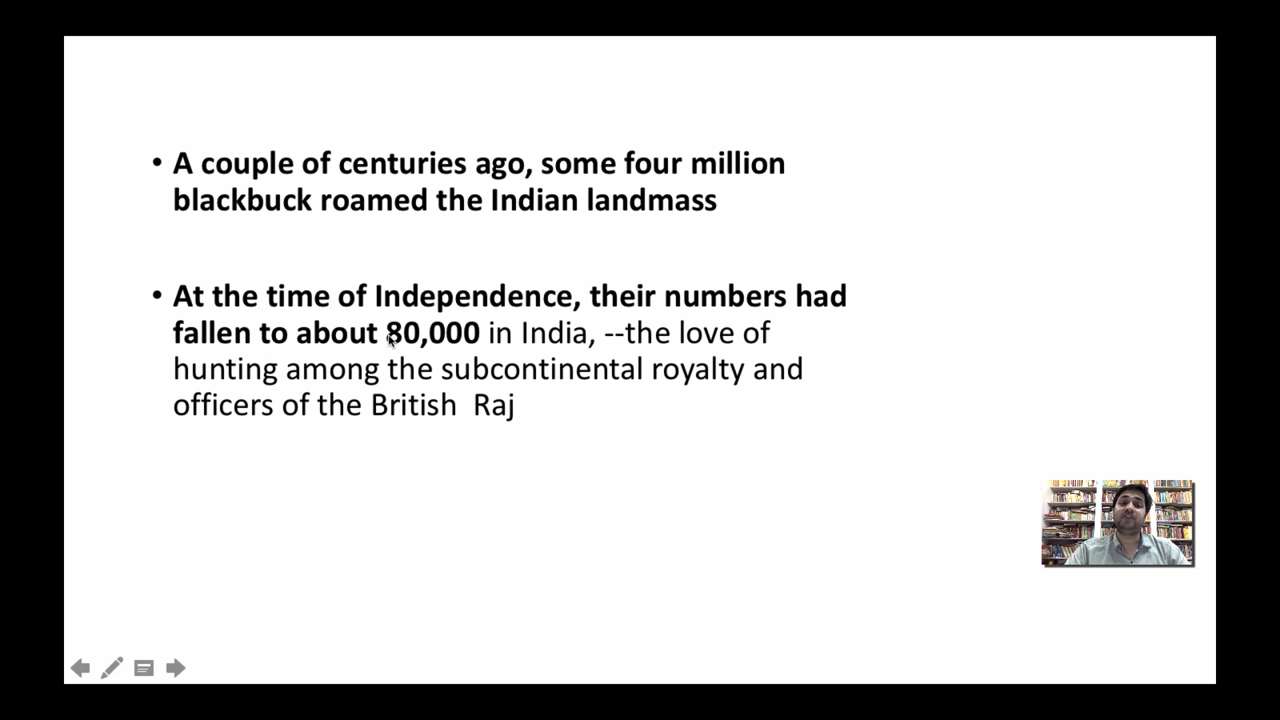 • A couple of centuries ago, some four million
blackbuck roamed the Indian landmass
• At the time of Independence, their numbers had
fallen to about 80,000 in India, --the love of
hunting among the subcontinental royalty and
officers of the British  Raj